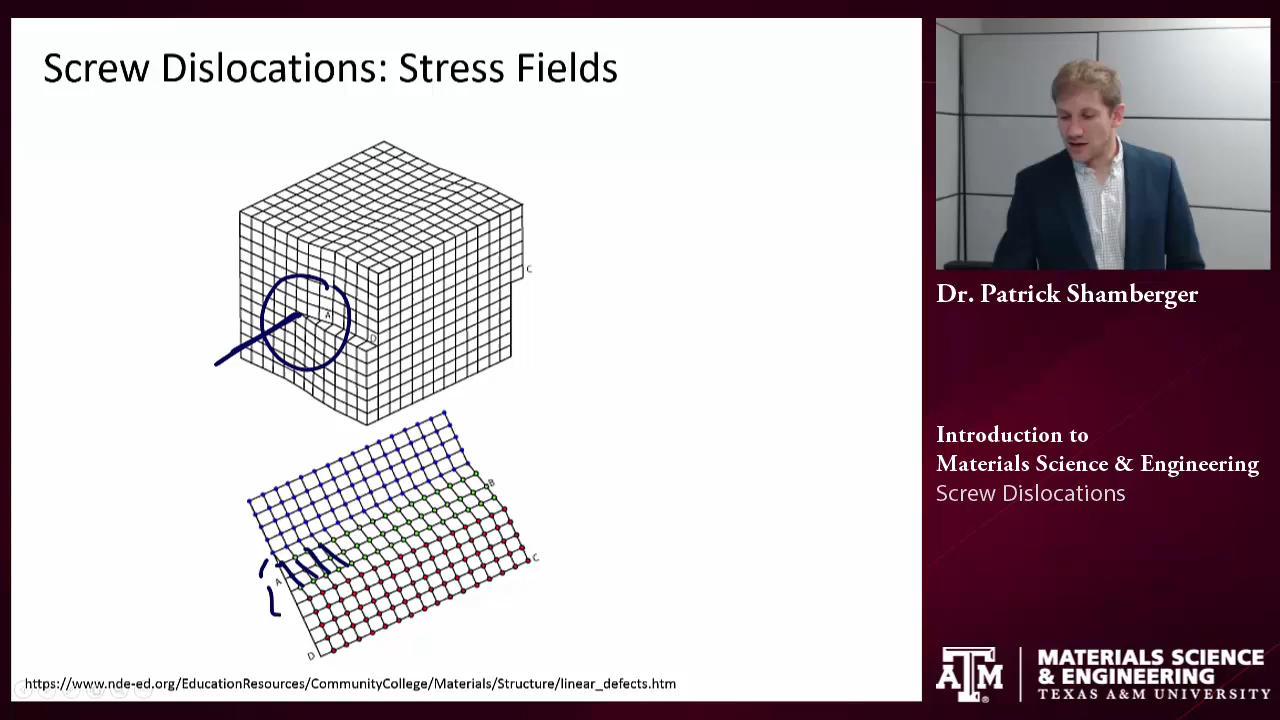 Screw Dislocations: Stress Fields
C
A
D
B
A
C
D
https://www.nde-ed.org/EducationResources/CommunityCollege/Materials/Structure/linear_defects.htm
Dr. Patrick Shamberger
Introduction to
Materials Science & Engineering
Screw Dislocations
ATM
MATERIALS SCIENCE
& ENGINEERING
TEXAS A&M UNIVERSITY